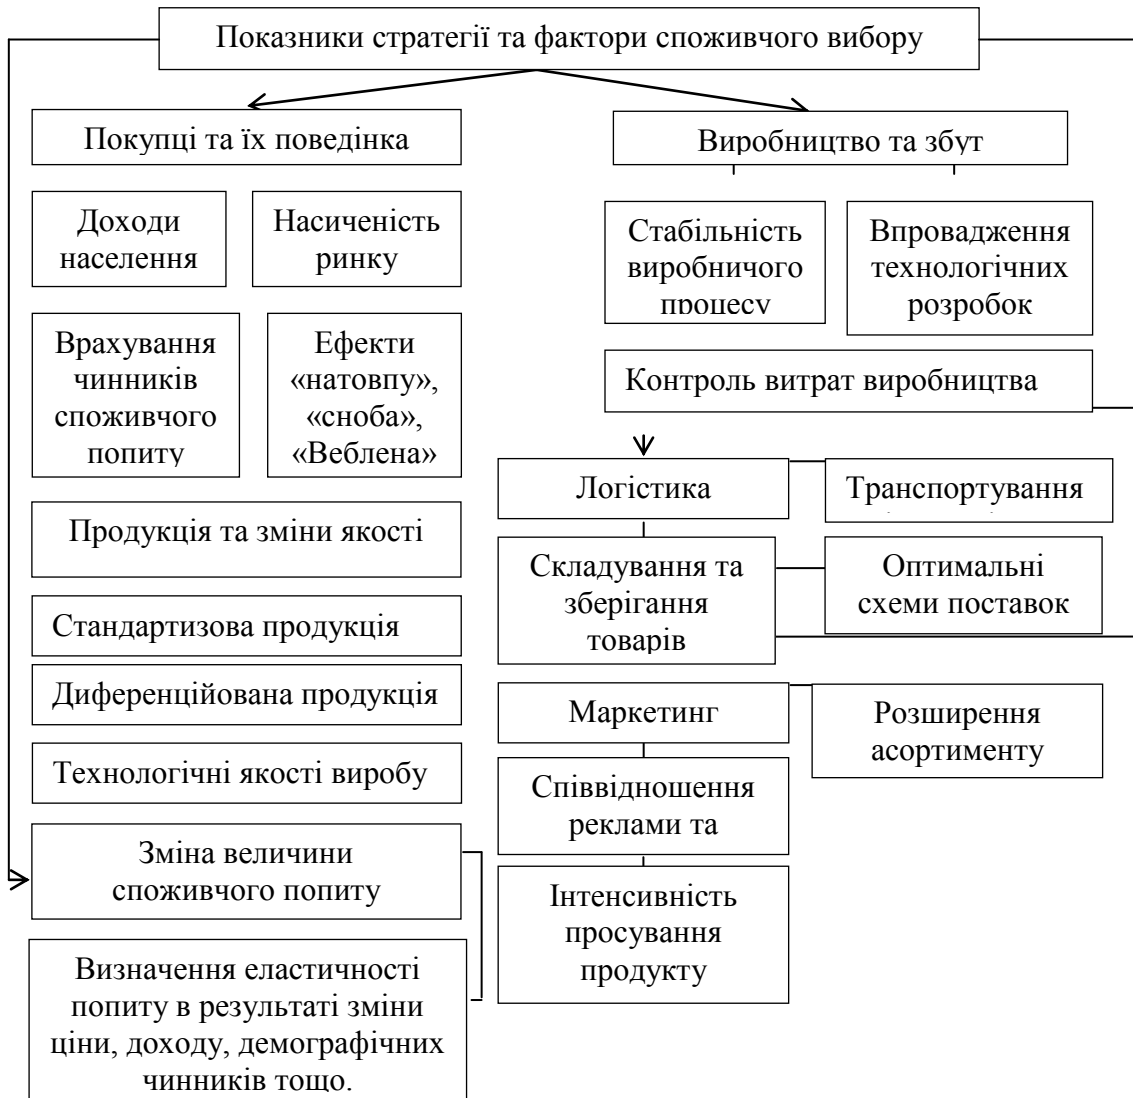 Показники стратегії та фактори споживчого вибору
Покупці та їх поведінка
Виробництво та збут
Доходи
населення
Насиченість
ринку
Стабільність
виробничого
процесу
Впровадження
технологічних
розробок
Врахування
чинників
споживчого
попиту
Ефекти
«натовпу»,
«сноба»,
«Веблена»
Контроль витрат виробництва
Логістика
Транспортування
Продукція та зміни якості
Складування та
зберігання
товарів
Оптимальні
схеми поставок
Стандартизова продукція
Диференційована продукція
Маркетинг
Розширення
асортименту
Технологічні якості виробу
Співвідношення
реклами та
Зміна величини
споживчого попиту
Інтенсивність
просування
продукту
Визначення еластичності
попиту в результаті зміни
ціни, доходу, демографічних
чинників тощо.